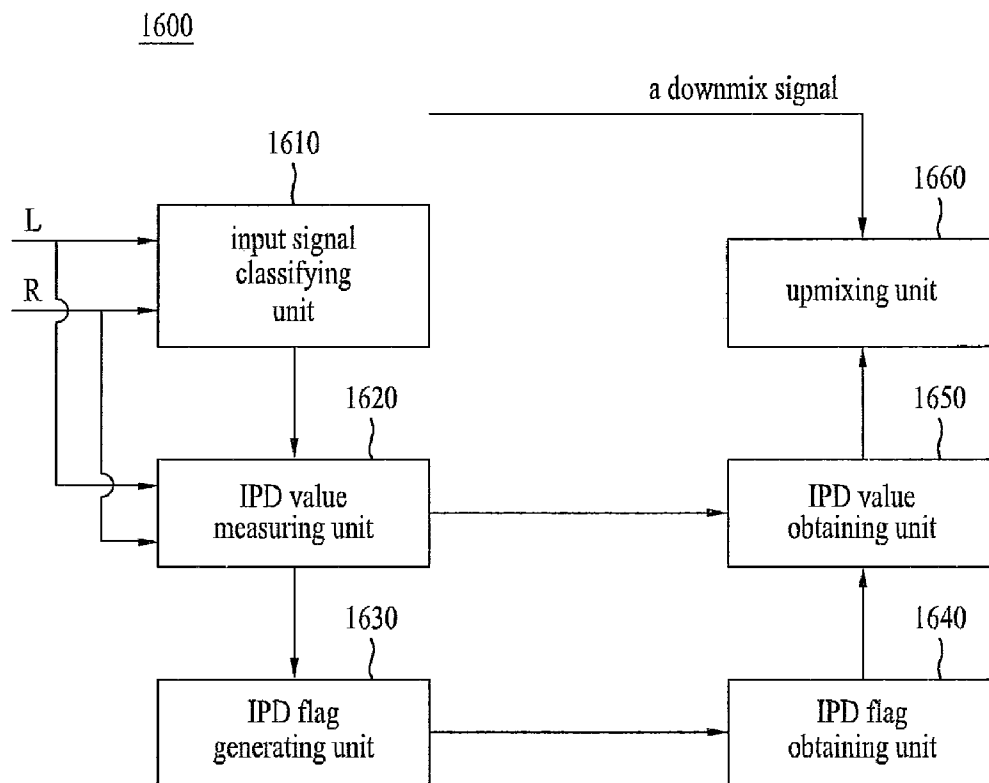 1600
a downmix signal
1610
1660
L
R
input signal
classifying
unit
upmixing unit
1620
1650
IPD value
measuring unit
IPD value
obtaining unit
1630
1640
IPD flag
generating unit
IPD flag
obtaining unit